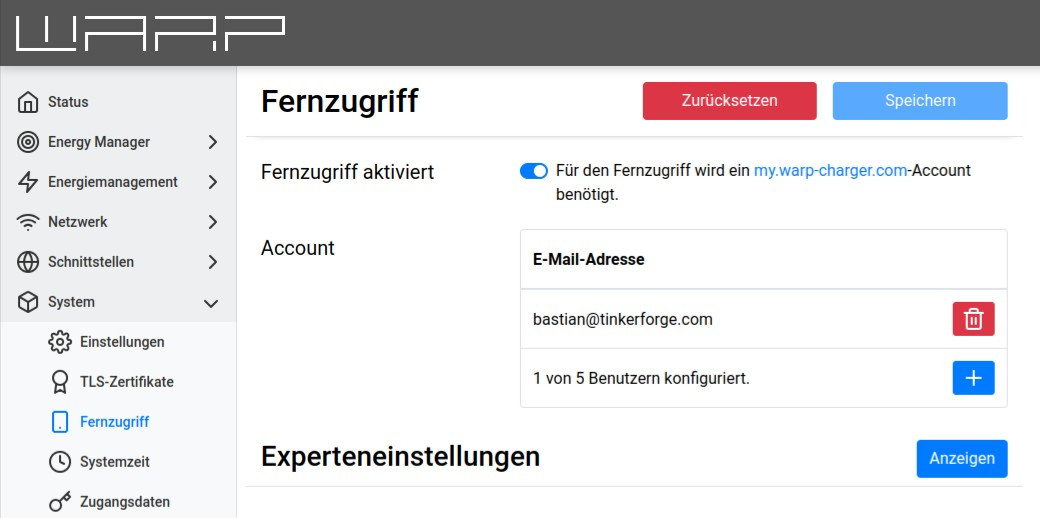 WARP
Status
Energy Manager
Energiemanagement
Netzwerk
Schnittstellen
System
Einstellungen
TLS-Zertifikate
Fernzugriff
Systemzeit
Zugangsdaten
Fernzugriff
Zurücksetzen
Speichern
Fernzugriff aktiviert
Für den Fernzugriff wird ein my.warp-charger.com-Account
benötigt.
Account
E-Mail-Adresse
bastian@tinkerforge.com
1 von 5 Benutzern konfiguriert.
Experteneinstellungen
Anzeigen